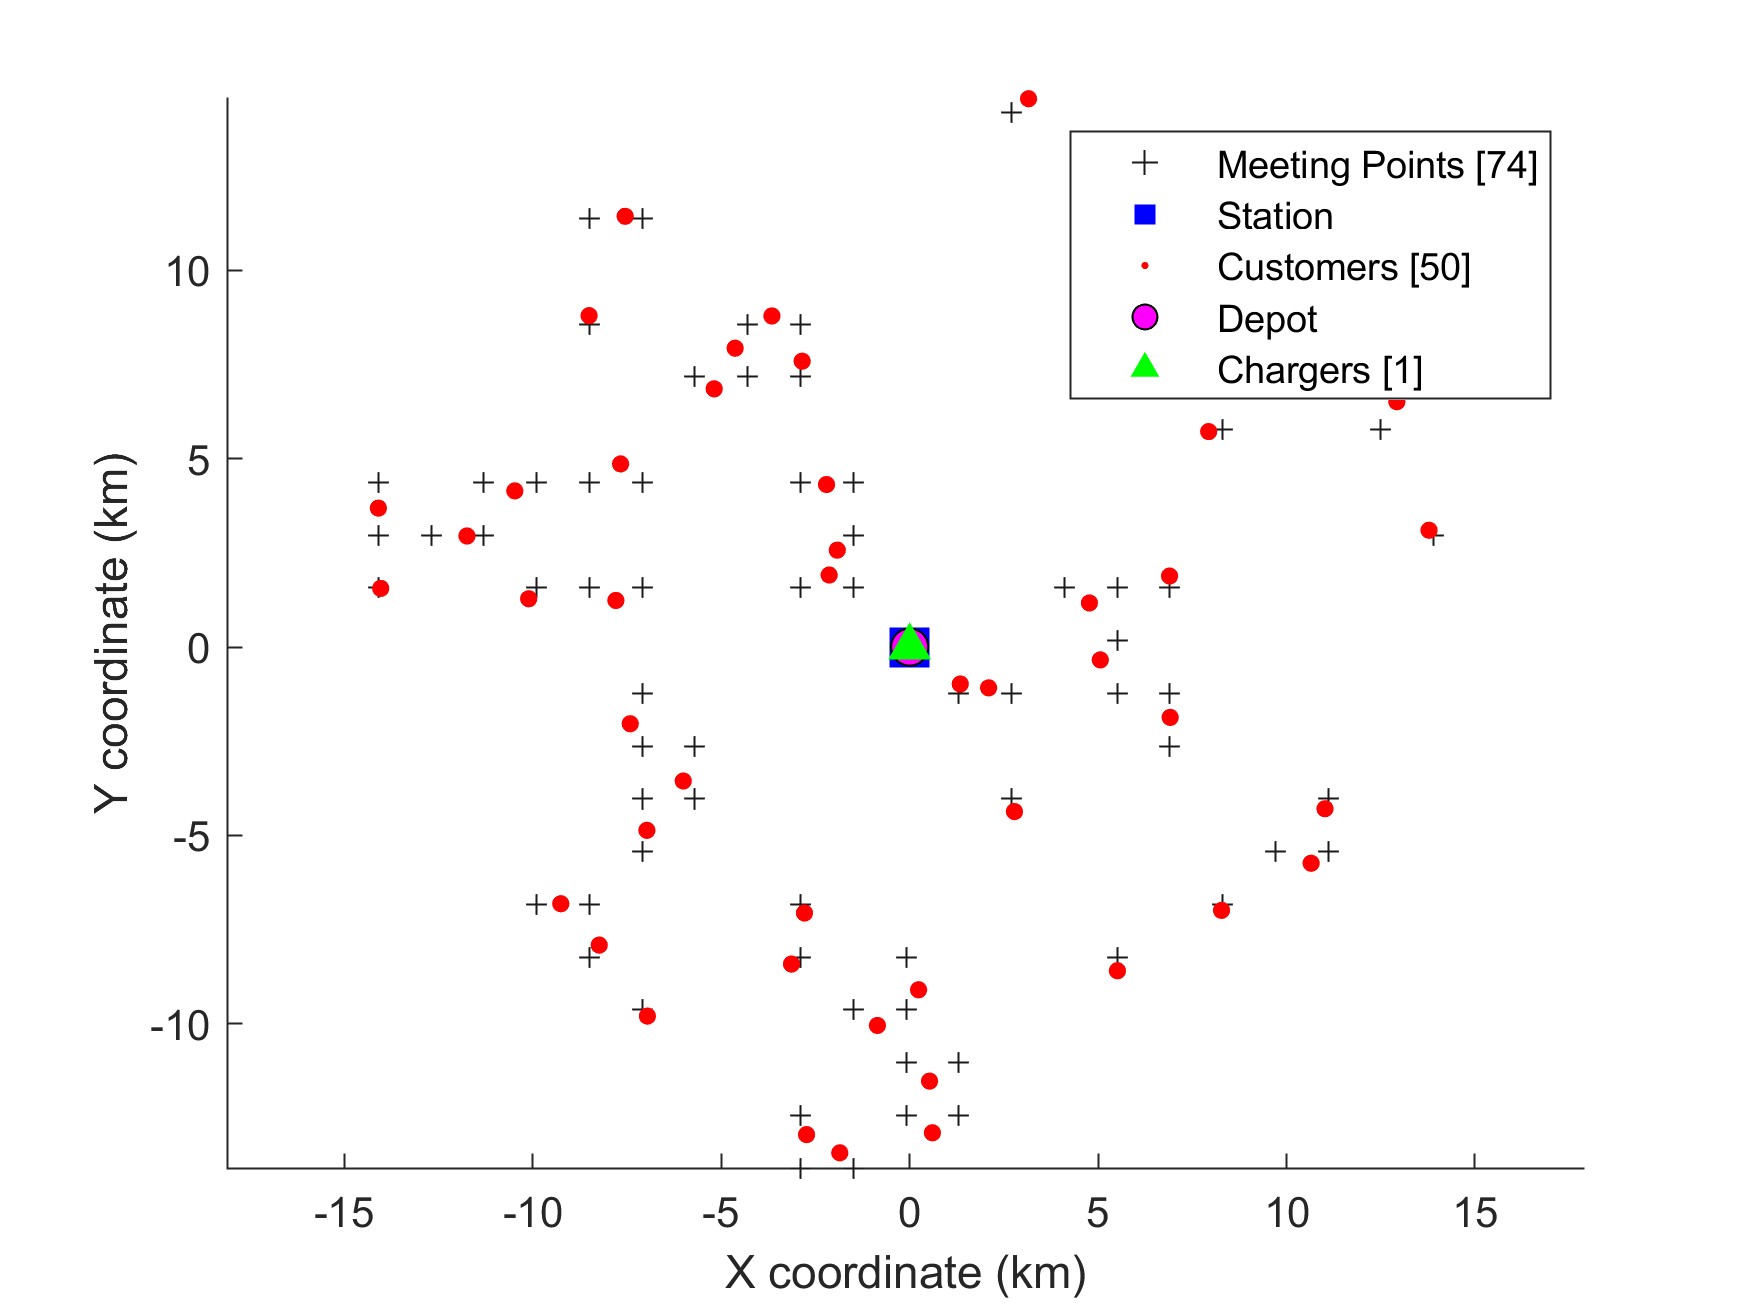 Meeting Points [74]
Station
Customers [50]
Depot
Chargers [1]
10
5
0
-5
-10
Y coordinate (km)
-15
-10
-5
0
5
10
15
X coordinate (km)